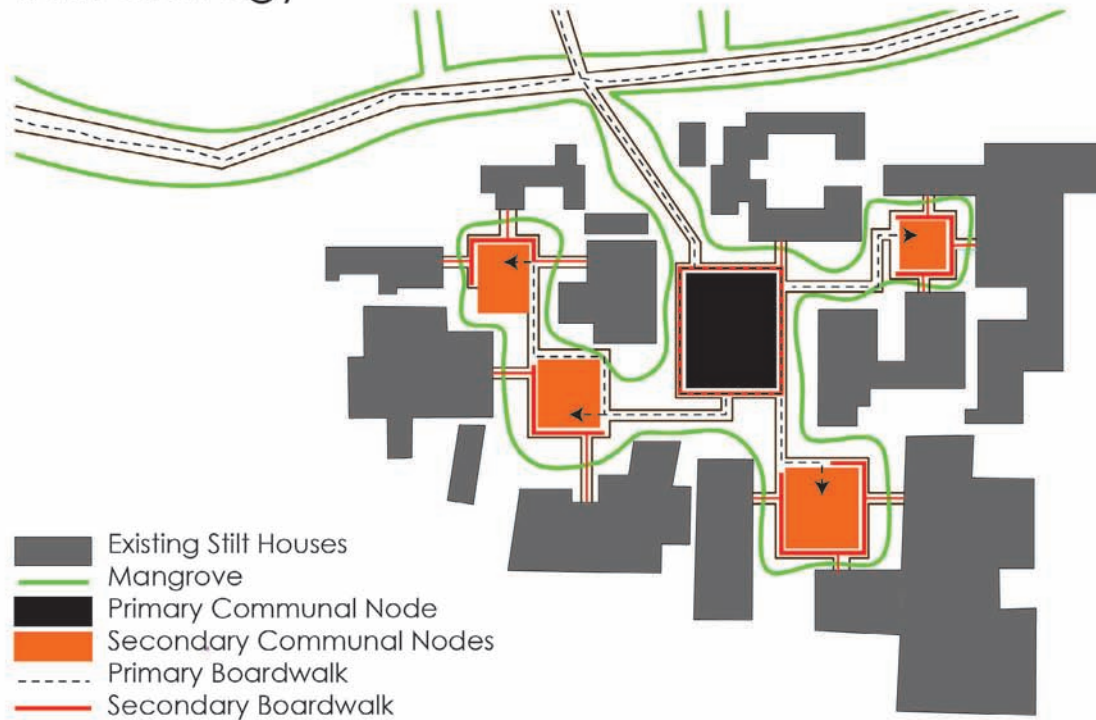 Existing Stilt Houses
Mangrove
Primary Communal Node
Secondary Communal Nodes
Primary Boardwalk
Secondary Boardwalk